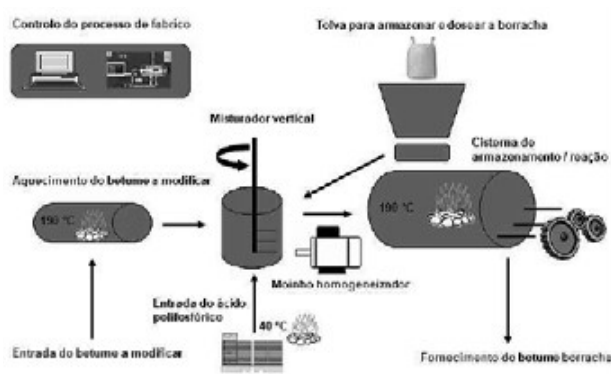 Controlo do processo de fabrico
Tolva para armazenar e dosear a borracha
Misturador vertical
Cisterna de
armazenamento / reação
Aquecimento do betume a modificar
190 °C
190 °C
Moinho homogeneizador
Entrada do ácido
polifosfórico
40 °C
Entrada do betume a modificar
Fornecimento do betume borracha